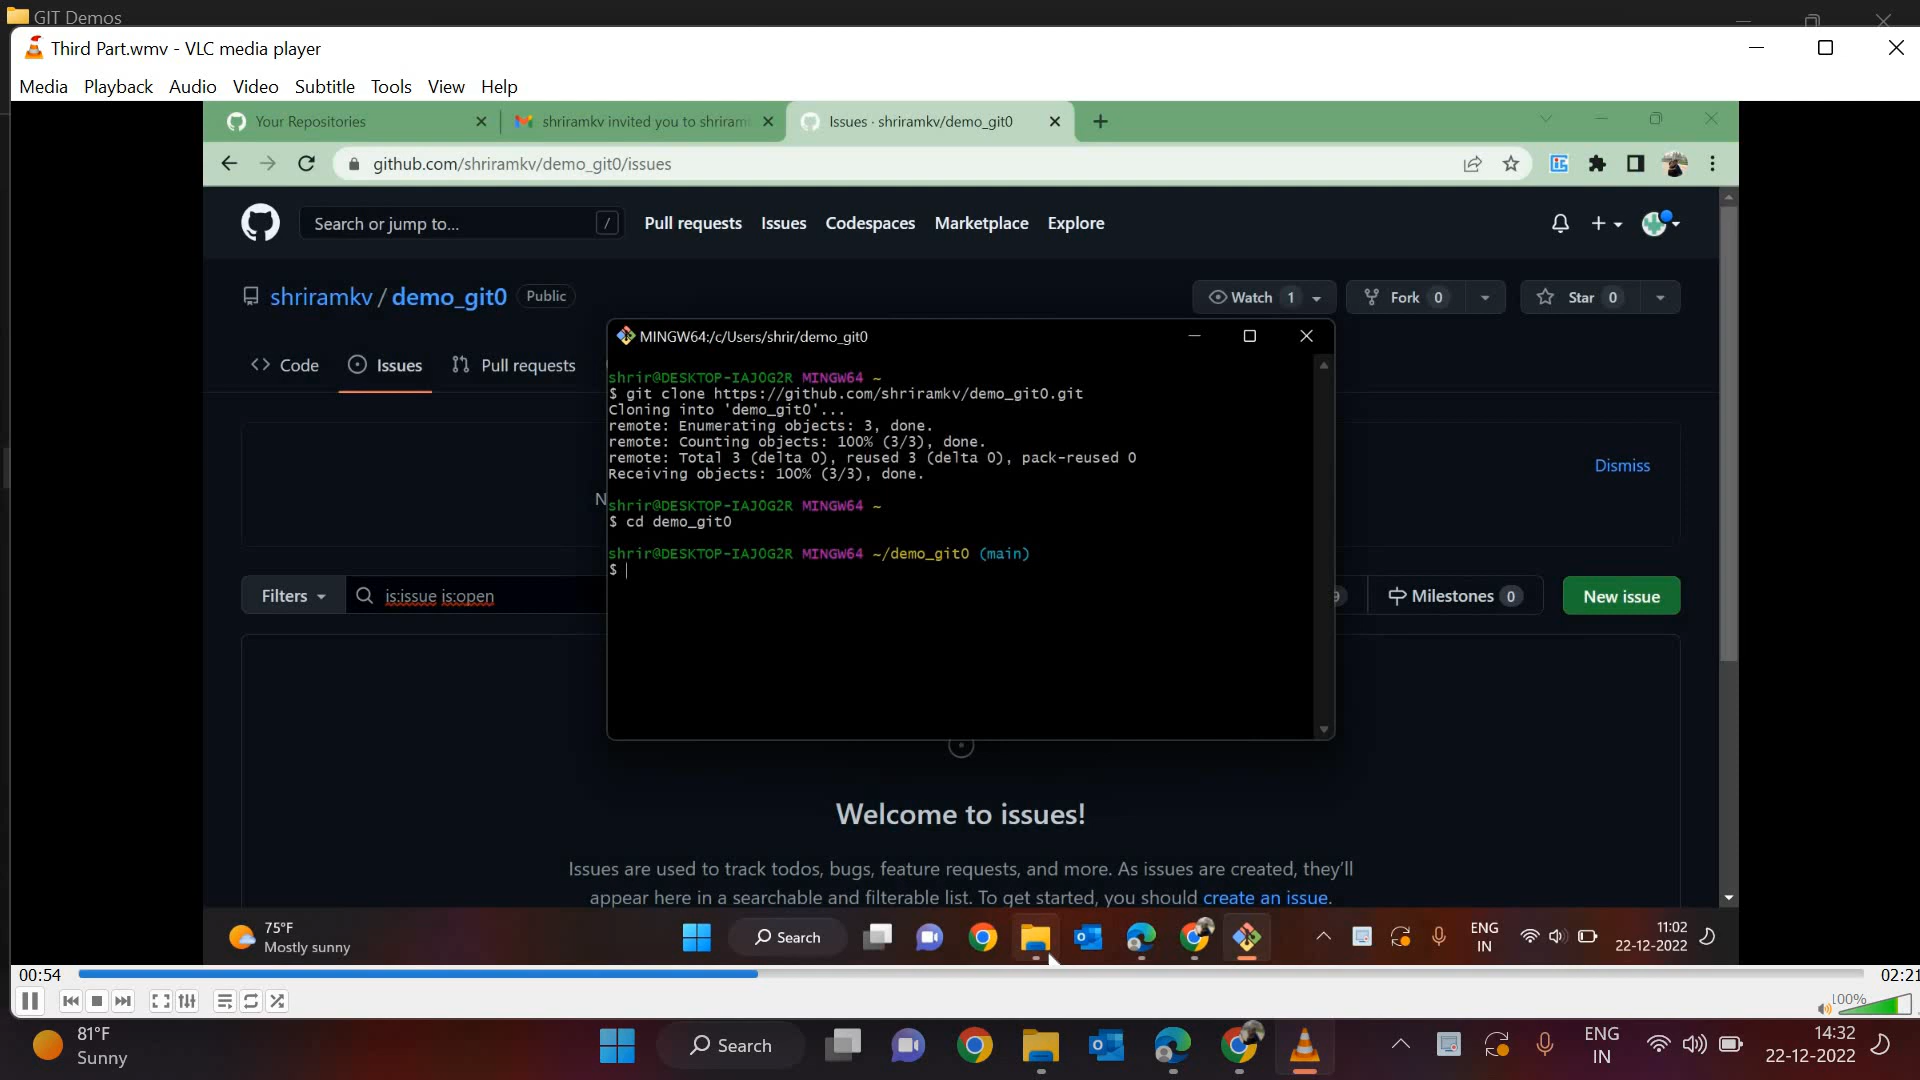 GIT Demos
Third Part.wmv - VLC media player
Media Playback Audio Video Subtitle Tools View Help
Your Repositories
shriramkv invited you to shriram
Issues · shriramkv/demo_git0
github.com/shriramkv/demo_git0/issues
Search or jump to... /
Pull requests Issues Codespaces Marketplace Explore
shriramkv / demo_git0 Public
Watch 1 Fork 0 Star 0
Code Issues Pull requests
MINGW64:/c/Users/shrir/demo_git0
shrir@DESKTOP-IAJOG2R MINGW64 ~
$ git clone https://github.com/shriramkv/demo_git0.git
Cloning into 'demo_git0'...
remote: Enumerating objects: 3, done.
remote: Counting objects: 100% (3/3), done.
remote: Total 3 (delta 0), reused 3 (delta 0), pack-reused 0
Receiving objects: 100% (3/3), done.
shrir@DESKTOP-IAJOG2R MINGW64 ~
$ cd demo_git0
shrir@DESKTOP-IAJOG2R MINGW64 ~/demo_git0 (main)
$
Dismiss
N
Filters is:issue is:open
9 Milestones 0 New issue
Welcome to issues!
Issues are used to track todos, bugs, feature requests, and more. As issues are created, they'll
appear here in a searchable and filterable list. To get started, you should create an issue.
75°F
Mostly sunny
Search
ENG
IN
11:02
22-12-2022
00:54
02:21
100%
81°F
Sunny
Search
ENG
IN
14:32
22-12-2022